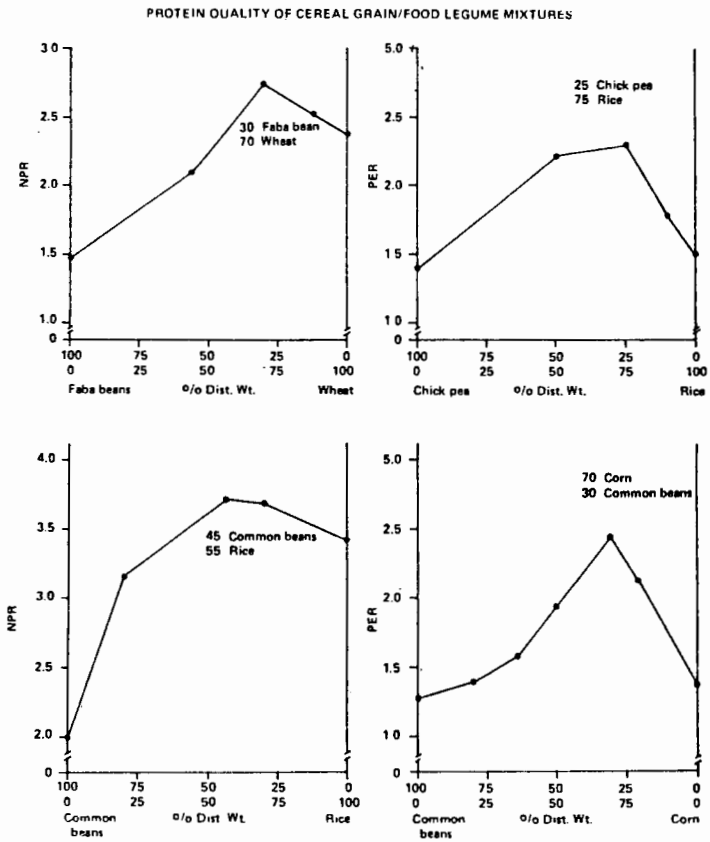 PROTEIN QUALITY OF CEREAL GRAIN/FOOD LEGUME MIXTURES
3.0
2.5
2.0
1.5
1.0
0
NPR
30 Faba bean
70 Wheat
100 75 50 25 0
0 25 50 75 100
Faba beans o/o Dist. Wt. Wheat
5.0
2.5
2.0
1.5
1 0
0
PER
25 Chick pea
75 Rice
100 75 50 25 0
0 25 50 75 100
Chick pea o/o Dist. Wt. Rice
4.0
3.5
3.0
2.5
2.0
0
NPR
45 Common beans
55 Rice
100 75 50 25 0
0 25 50 75 100
Common beans o/o Dist Wt. Rice
5.0
2.5
2.0
1.5
1 0
0
PER
70 Corn
30 Common beans
100 75 50 25 0
0 25 50 75 100
Common beans o/o Dist. Wt. Corn